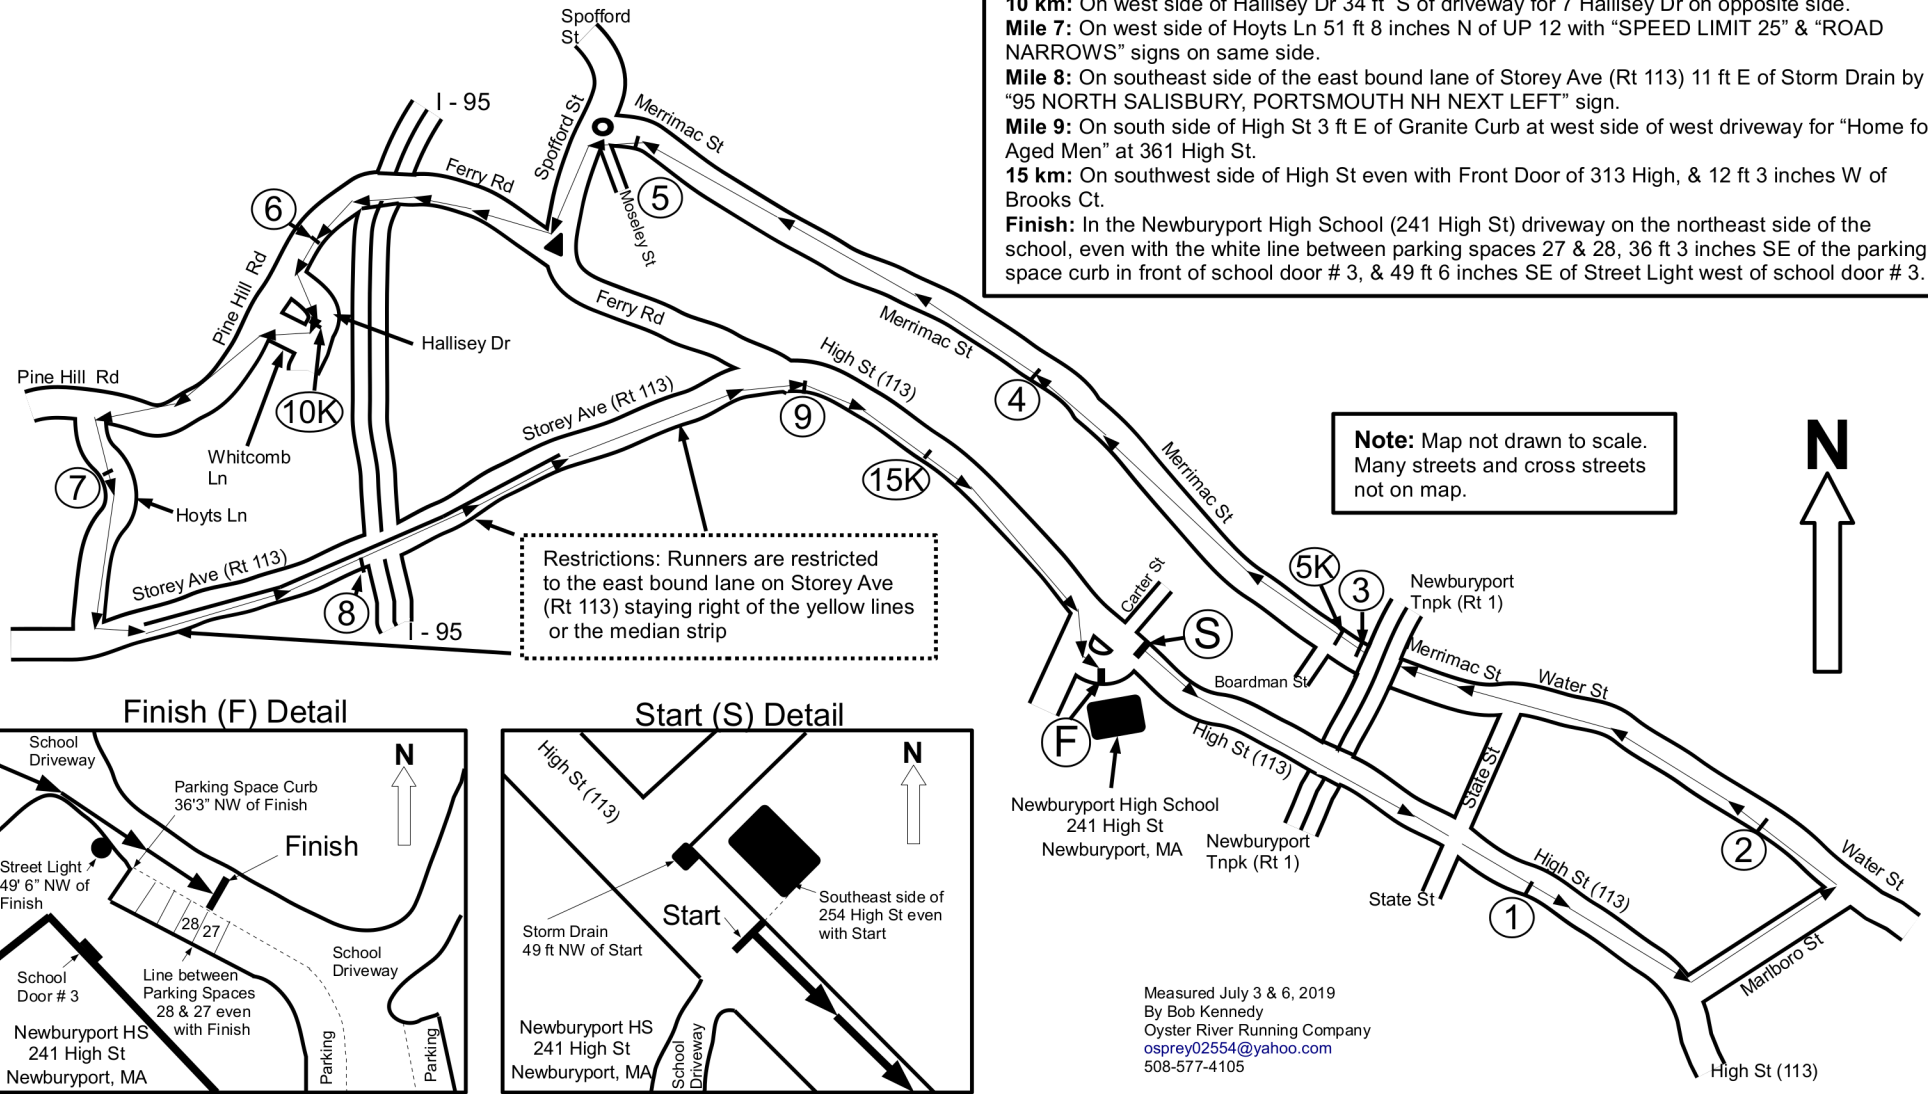 10 km: On west side of Hallisey Dr 34 ft S of driveway for 7 Hallisey Dr on opposite side.
Mile 7: On west side of Hoyts Ln 51 ft 8 inches N of UP 12 with “SPEED LIMIT 25” & “ROAD
NARROWS” signs on same side.
Mile 8: On southeast side of the east bound lane of Storey Ave (Rt 113) 11 ft E of Storm Drain by
“95 NORTH SALISBURY, PORTSMOUTH NH NEXT LEFT” sign.
Mile 9: On south side of High St 3 ft E of Granite Curb at west side of west driveway for “Home fo
Aged Men” at 361 High St.
15 km: On southwest side of High St even with Front Door of 313 High, & 12 ft 3 inches W of
Brooks Ct.
Finish: In the Newburyport High School (241 High St) driveway on the northeast side of the
school, even with the white line between parking spaces 27 & 28, 36 ft 3 inches SE of the parking
space curb in front of school door # 3, & 49 ft 6 inches SE of Street Light west of school door # 3.
Spofford
St
I - 95
Spofford St
Merrimac St
Ferry Rd
5
Moseley St
6
Pine Hill Rd
Ferry Rd
Merrimac St
Hallisey Dr
High St (113)
Pine Hill Rd
10K
Storey Ave (Rt 113)
9
4
Whitcomb
Ln
7
Hoyts Ln
15K
Merrimac St
Note: Map not drawn to scale.
Many streets and cross streets
not on map.
N
Storey Ave (Rt 113)
8
I - 95
Restrictions: Runners are restricted
to the east bound lane on Storey Ave
(Rt 113) staying right of the yellow lines
or the median strip
Carter St
5K
3
Newburyport
Tnpk (Rt 1)
S
Boardman St
Merrimac St
Water St
F
High St (113)
State St
Newburyport High School
241 High St
Newburyport, MA
Newburyport
Tnpk (Rt 1)
2
Water St
State St
1
High St (113)
Marlboro St
High St (113)
Finish (F) Detail
School
Driveway
N
Parking Space Curb
36'3” NW of Finish
Finish
Street Light
49' 6” NW of
Finish
28
27
School
Driveway
School
Door # 3
Line between
Parking Spaces
28 & 27 even
with Finish
Newburyport HS
241 High St
Newburyport, MA
Parking
Parking
Start (S) Detail
High St (113)
N
Start
Southeast side of
254 High St even
with Start
Storm Drain
49 ft NW of Start
Newburyport HS
241 High St
Newburyport, MA
School
Driveway
Measured July 3 & 6, 2019
By Bob Kennedy
Oyster River Running Company
osprey02554@yahoo.com
508-577-4105